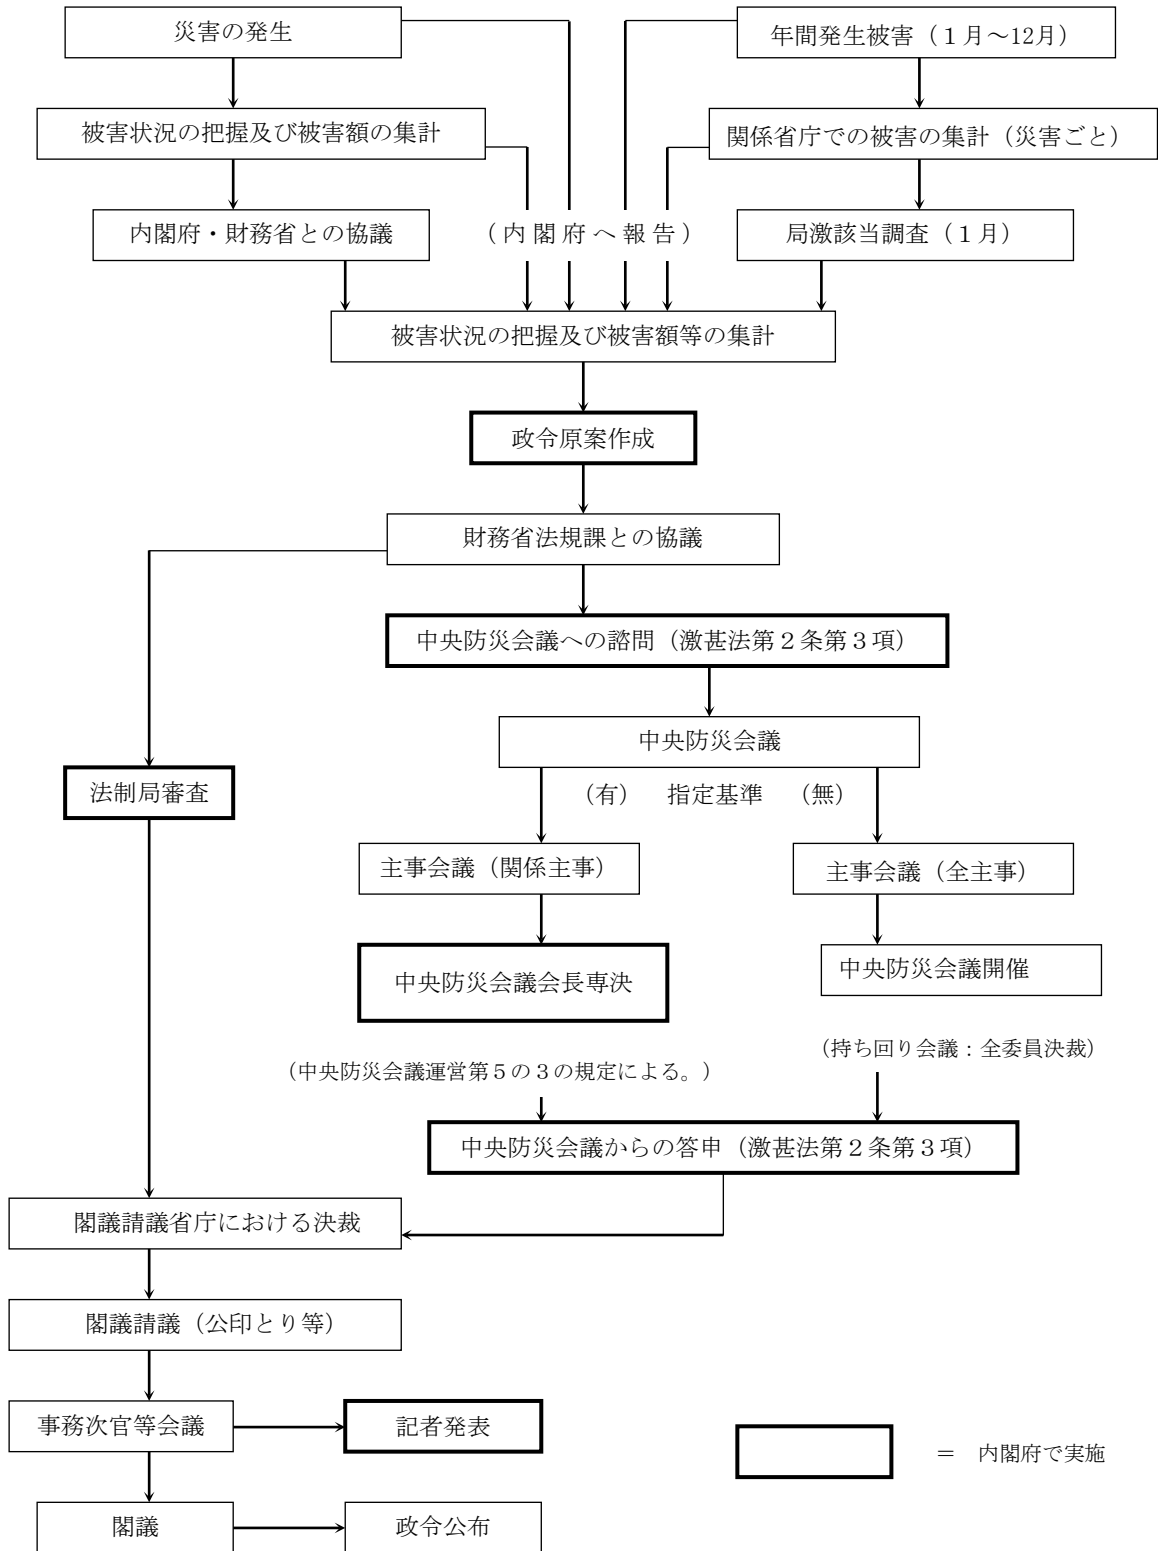 災害の発生
年間発生被害（１月～12月）
被害状況の把握及び被害額の集計
関係省庁での被害の集計（災害ごと）
内閣府・財務省との協議
（内閣府へ報告）
局激該当調査（１月）
被害状況の把握及び被害額等の集計
政令原案作成
財務省法規課との協議
中央防災会議への諮問（激甚法第２条第３項）
中央防災会議
法制局審査
（有）　指定基準　（無）
主事会議（関係主事）
主事会議（全主事）
中央防災会議会長専決
中央防災会議開催
（持ち回り会議：全委員決裁）
（中央防災会議運営第５の３の規定による。）
中央防災会議からの答申（激甚法第２条第３項）
閣議請議省庁における決裁
閣議請議（公印とり等）
事務次官等会議
記者発表
＝　内閣府で実施
閣議
政令公布